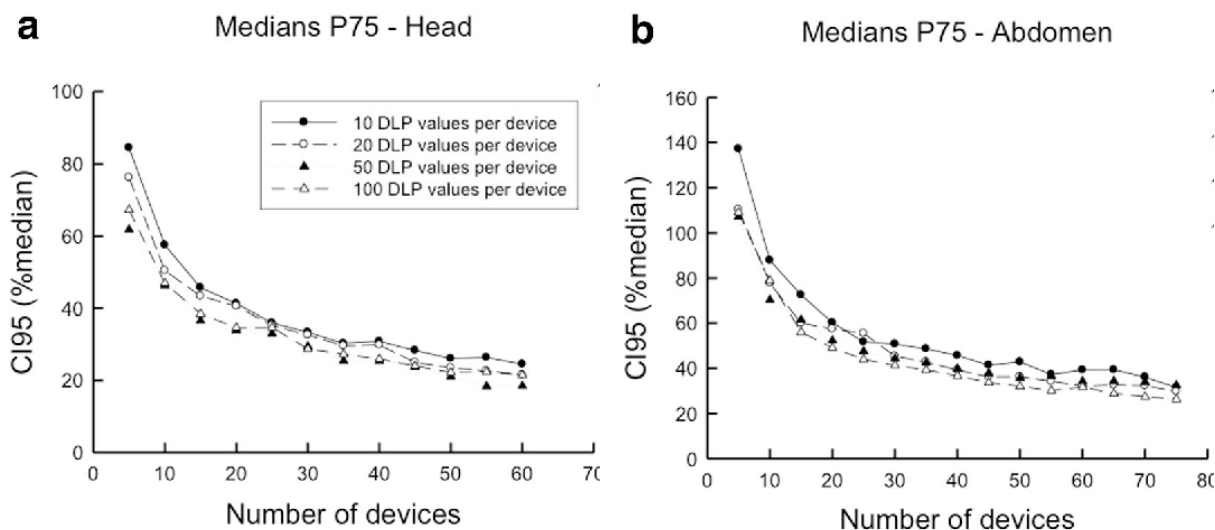 a
Medians P75 - Head
CI95 (%median)
100
80
60
40
20
0
10 DLP values per device
20 DLP values per device
50 DLP values per device
100 DLP values per device
0 10 20 30 40 50 60 70
Number of devices
b
Medians P75 - Abdomen
CI95 (%median)
160
140
120
100
80
60
40
20
0
0 10 20 30 40 50 60 70 80
Number of devices